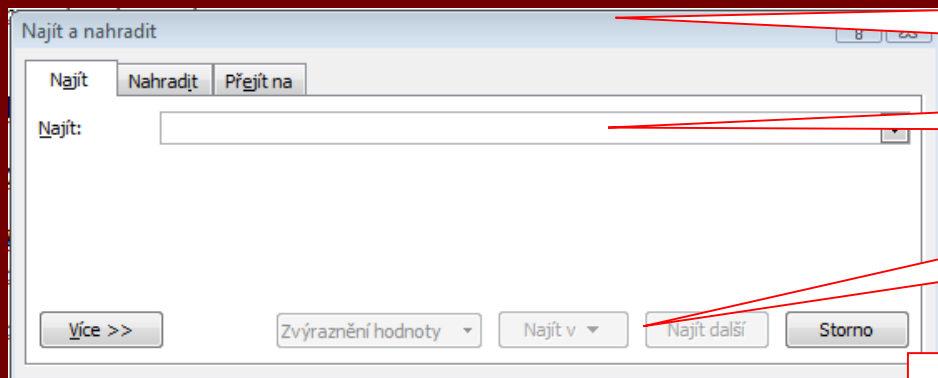 Najít a nahradit
Najít Nahradit Přejít na
Najít:
Více >> Zvýraznění hodnoty Najít v Najít další Storno